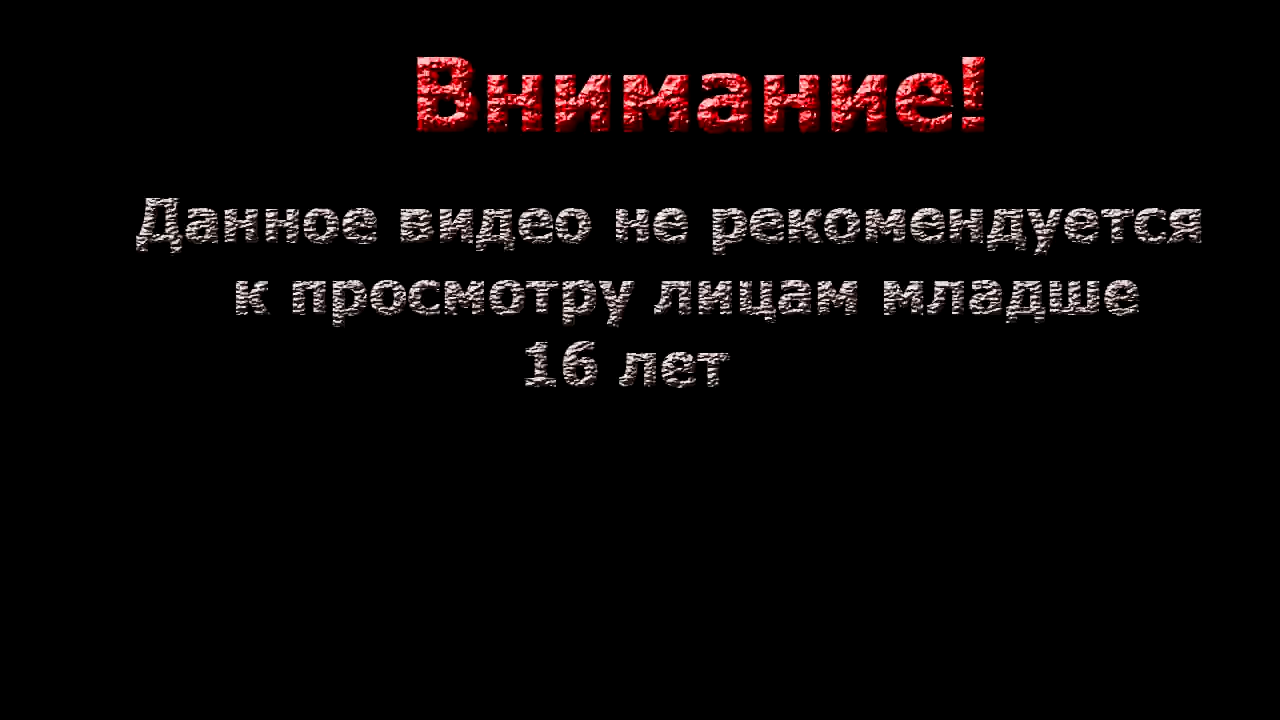 Внимание!
Данное видео не рекомендуется
к просмотру лицам младше
16 лет